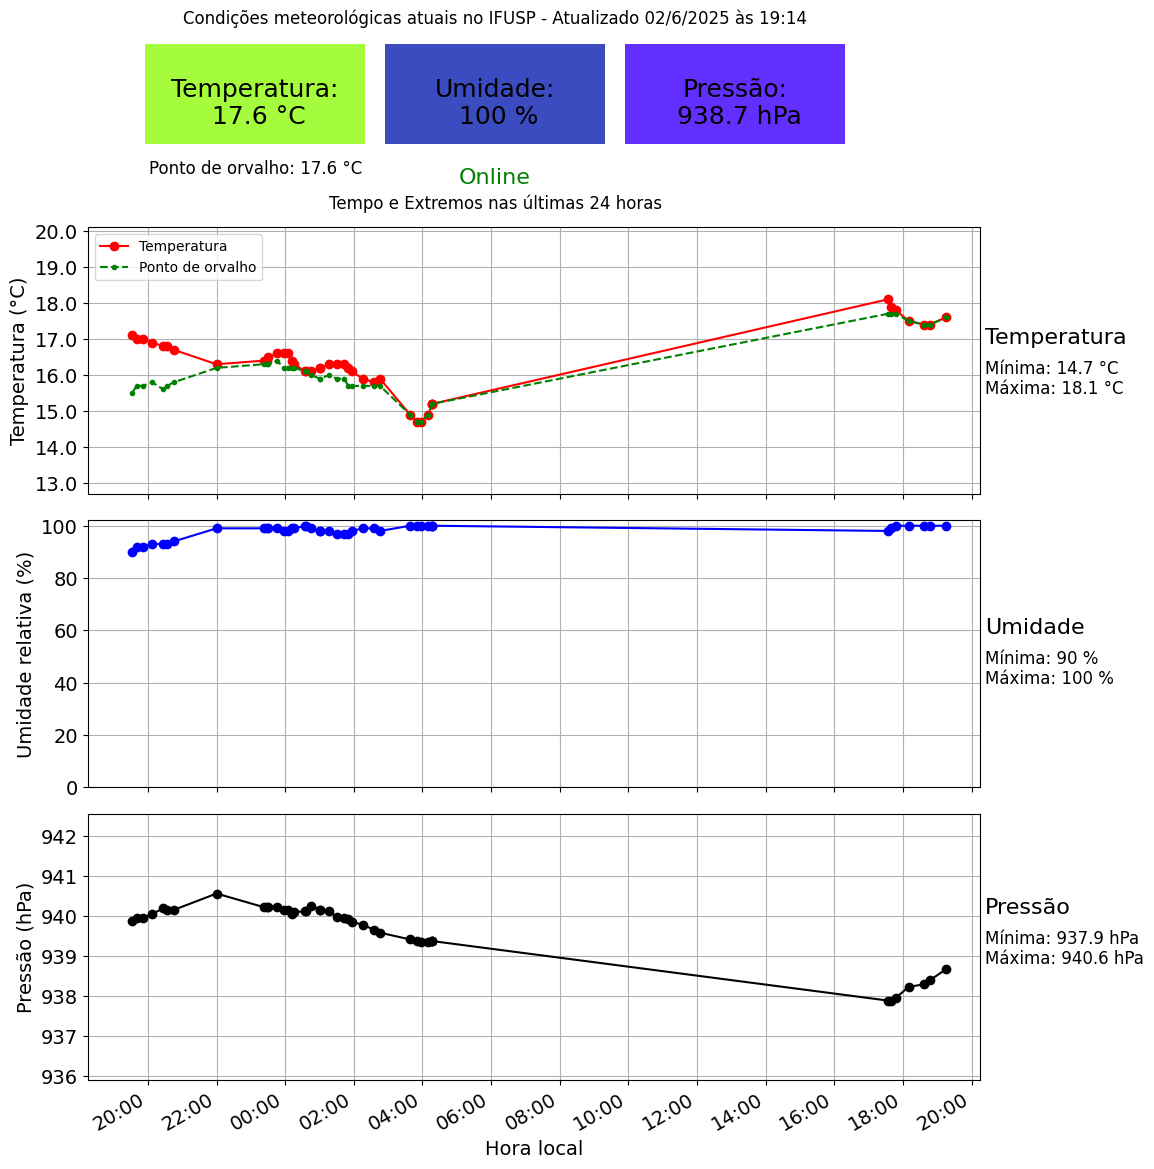 Condições meteorológicas atuais no IFUSP - Atualizado 02/6/2025 às 19:14
Temperatura:
17.6 °C
Umidade:
100 %
Pressão:
938.7 hPa
Ponto de orvalho: 17.6 °C
Online
Tempo e Extremos nas últimas 24 horas
Temperatura (°C)
20.0
19.0
18.0
17.0
16.0
15.0
14.0
13.0
Temperatura
Ponto de orvalho
Temperatura
Mínima: 14.7 °C
Máxima: 18.1 °C
Umidade relativa (%)
100
80
60
40
20
0
Umidade
Mínima: 90 %
Máxima: 100 %
Pressão (hPa)
942
941
940
939
938
937
936
Pressão
Mínima: 937.9 hPa
Máxima: 940.6 hPa
20:00 22:00 00:00 02:00 04:00 06:00 08:00 10:00 12:00 14:00 16:00 18:00 20:00
Hora local